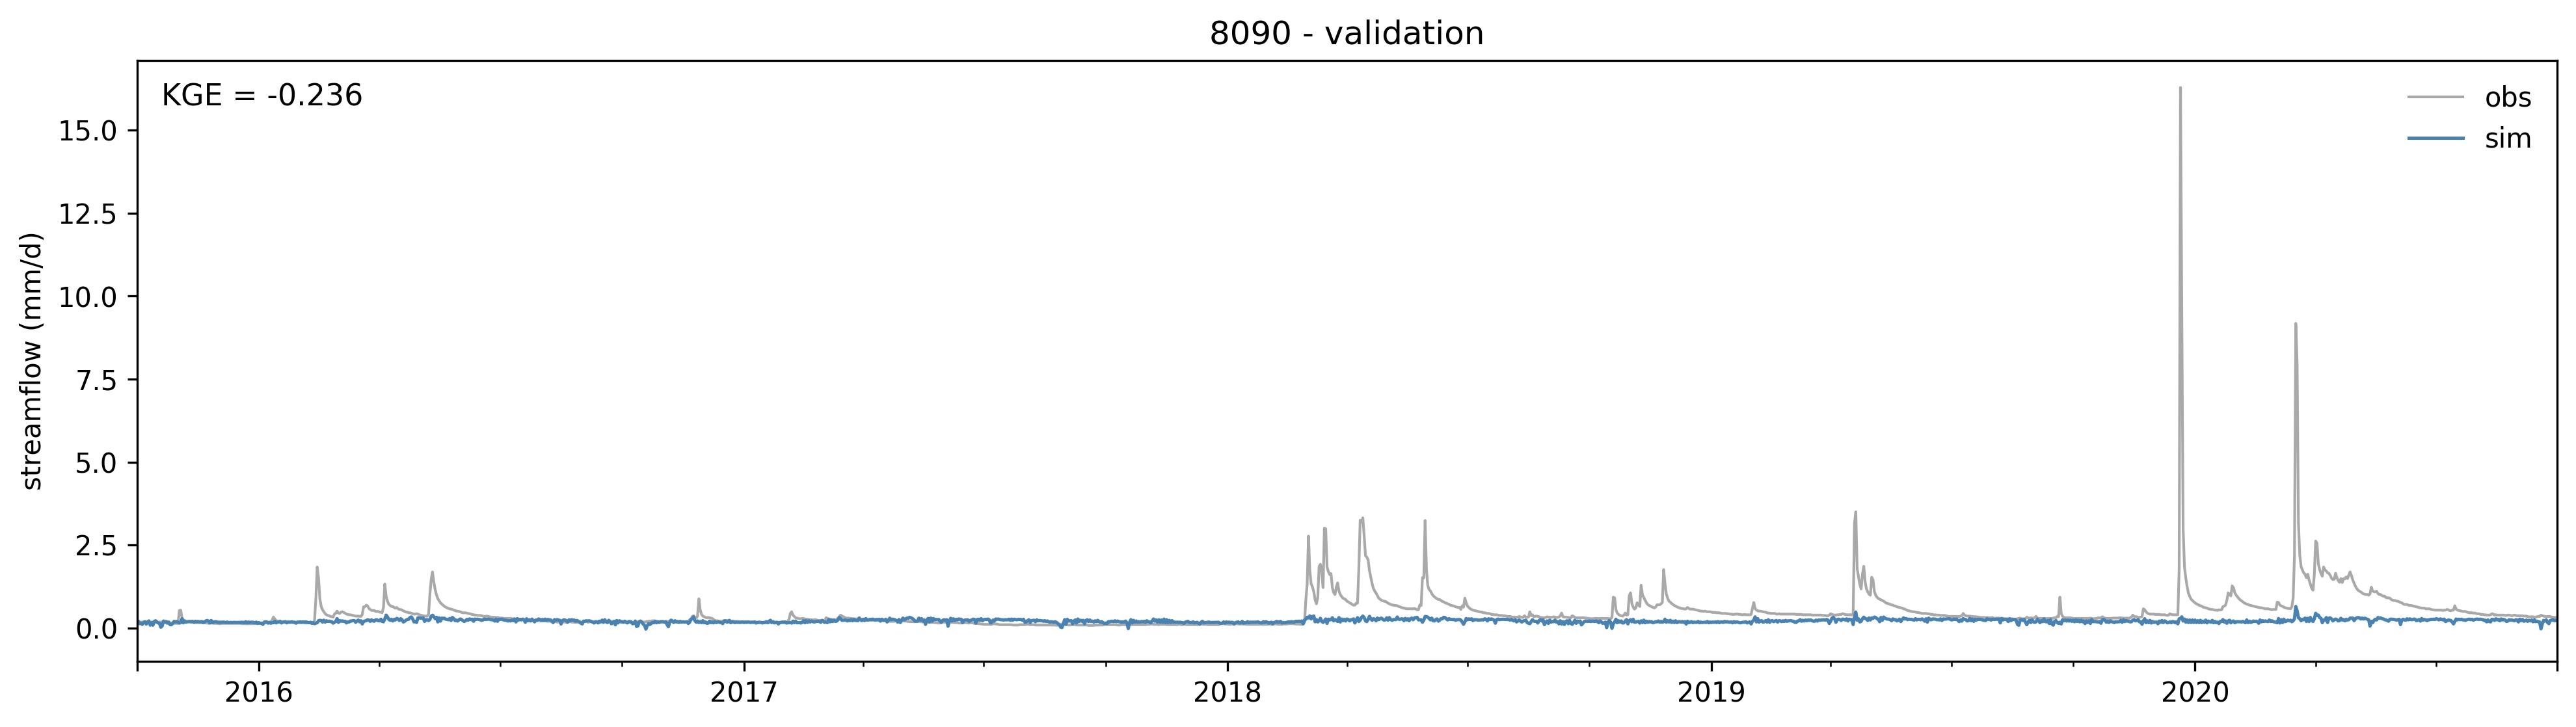 8090 - validation
KGE = -0.236
obs
sim
streamflow (mm/d)
15.0
12.5
10.0
7.5
5.0
2.5
0.0
2016
2017
2018
2019
2020